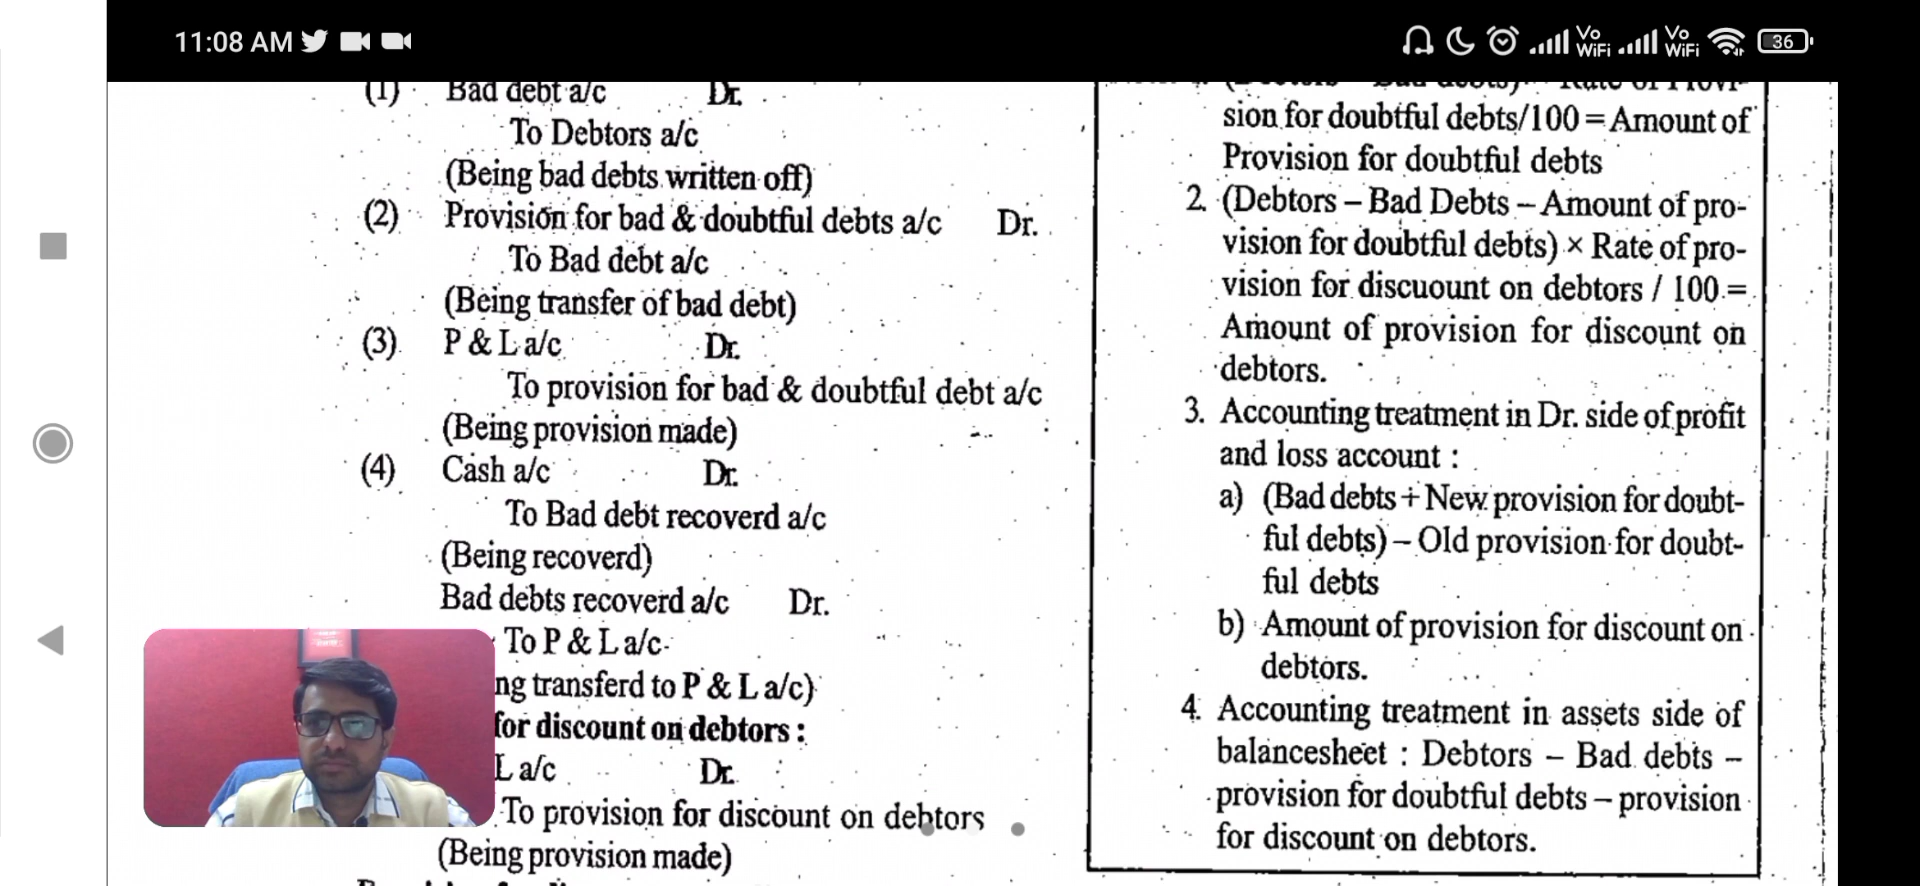 11:08 AM
Vo WiFi
Vo WiFi
36
(1) Bad debt a/c Dr.
To Debtors a/c
(Being bad debts written off)
(2) Provision for bad & doubtful debts a/c Dr.
To Bad debt a/c
(Being transfer of bad debt)
(3) P & L a/c Dr.
To provision for bad & doubtful debt a/c
(Being provision made)
(4) Cash a/c Dr.
To Bad debt recoverd a/c
(Being recoverd)
Bad debts recoverd a/c Dr.
To P & L a/c
ng transferd to P & L a/c)
for discount on debtors :
L a/c Dr.
To provision for discount on debtors
(Being provision made)
sion for doubtful debts/100 = Amount of
Provision for doubtful debts
2. (Debtors – Bad Debts – Amount of pro-
vision for doubtful debts) × Rate of pro-
vision for discuount on debtors / 100 =
Amount of provision for discount on
debtors.
3. Accounting treatment in Dr. side of profit
and loss account :
a) (Bad debts + New provision for doubt-
ful debts) – Old provision for doubt-
ful debts
b) Amount of provision for discount on
debtors.
4. Accounting treatment in assets side of
balancesheet : Debtors – Bad debts –
provision for doubtful debts – provision
for discount on debtors.